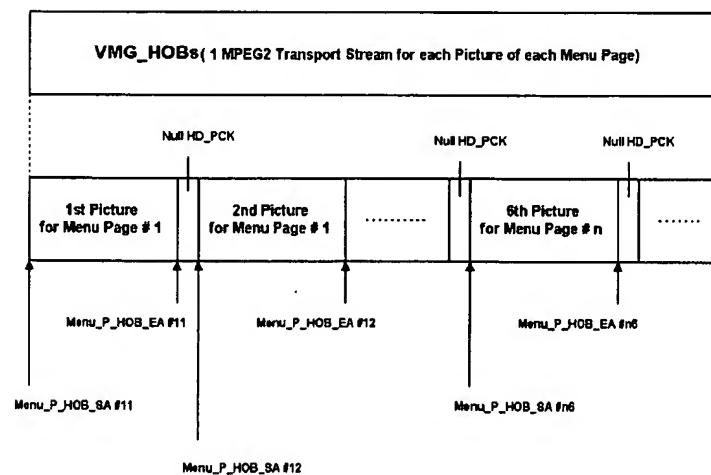 VMG_HOBs( 1 MPEG2 Transport Stream for each Picture of each Menu Page)
Null HD_PCK
Null HD_PCK
Null HD_PCK
1st Picture
for Menu Page # 1
2nd Picture
for Menu Page # 1
..........
6th Picture
for Menu Page # n
.......
Menu_P_HOB_EA #11
Menu_P_HOB_EA #12
Menu_P_HOB_EA #n6
Menu_P_HOB_SA #11
Menu_P_HOB_SA #n6
Menu_P_HOB_SA #12